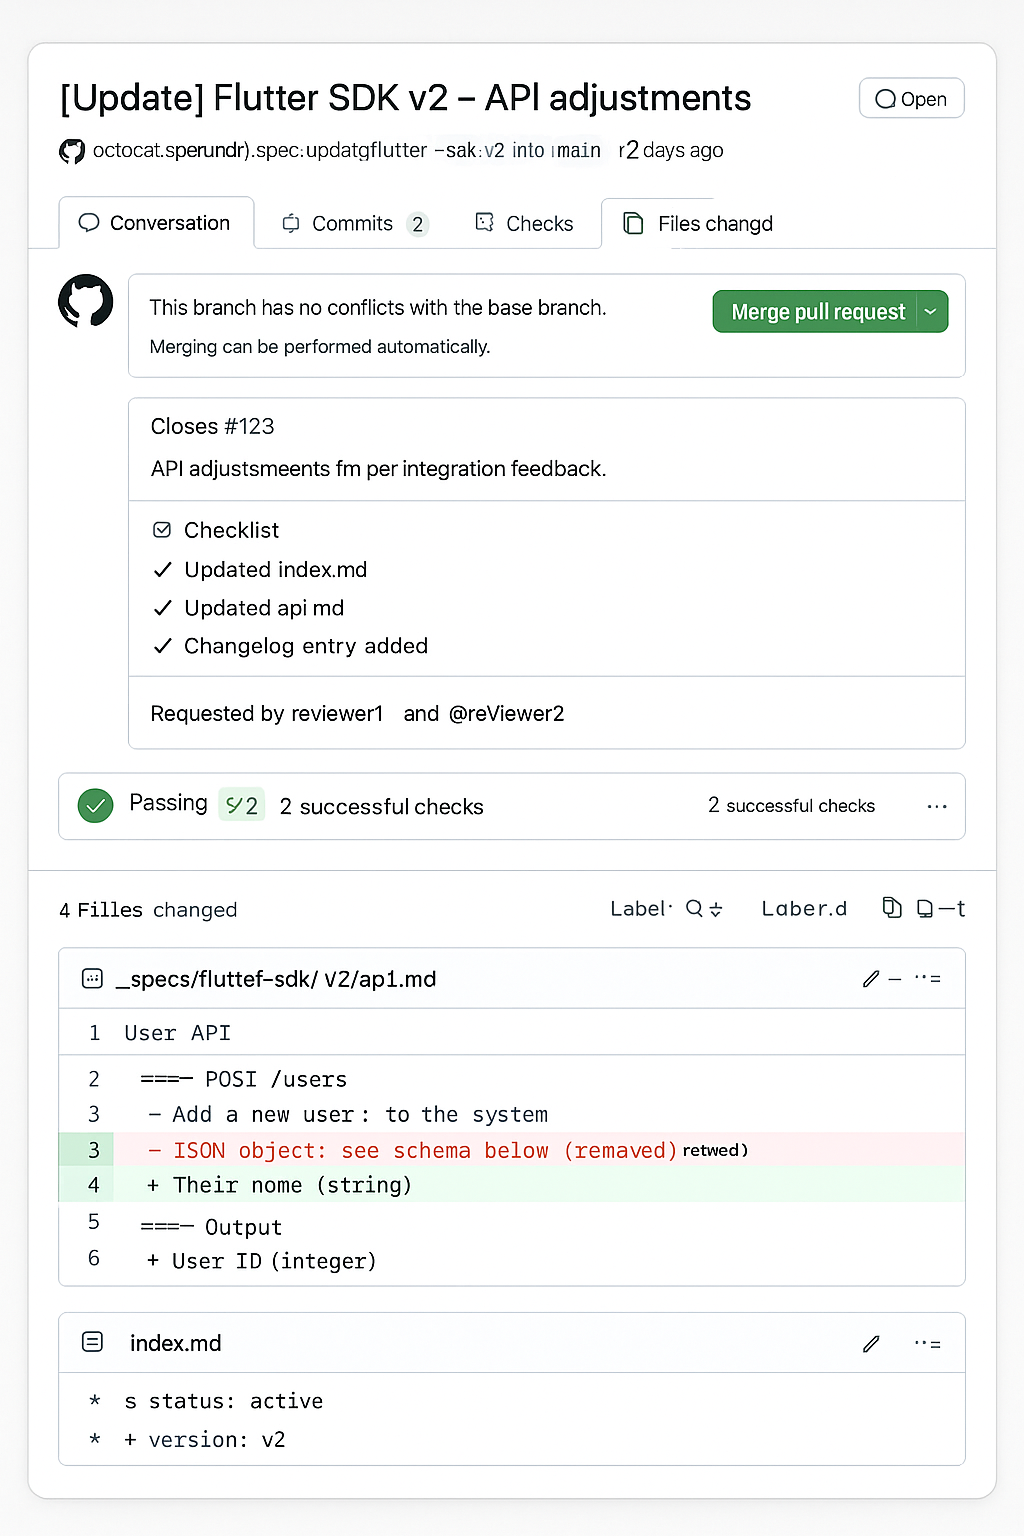 [Update] Flutter SDK v2 – API adjustments
Open
octocat.sperundr).spec:updatgflutter –sak:v2 into main r2 days ago
Conversation
Commits 2
Checks
Files changd
This branch has no conflicts with the base branch.
Merging can be performed automatically.
Merge pull request
Closes #123
API adjustsmeents fm per integration feedback.
Checklist
Updated index.md
Updated api md
Changelog entry added
Requested by reviewer1 and @reViewer2
Passing 2 2 successful checks
2 successful checks ...
4 Filles changed
Label· Laber.d
_specs/fluttef–sdk/ V2/ap1.md
1 User API
2 ===– POSI /users
3 – Add a new user: to the system
3 – ISON object: see schema below (remaved) retwed)
4 + Their nome (string)
5 ===– Output
6 + User ID (integer)
index.md
* s status: active
* + version: v2